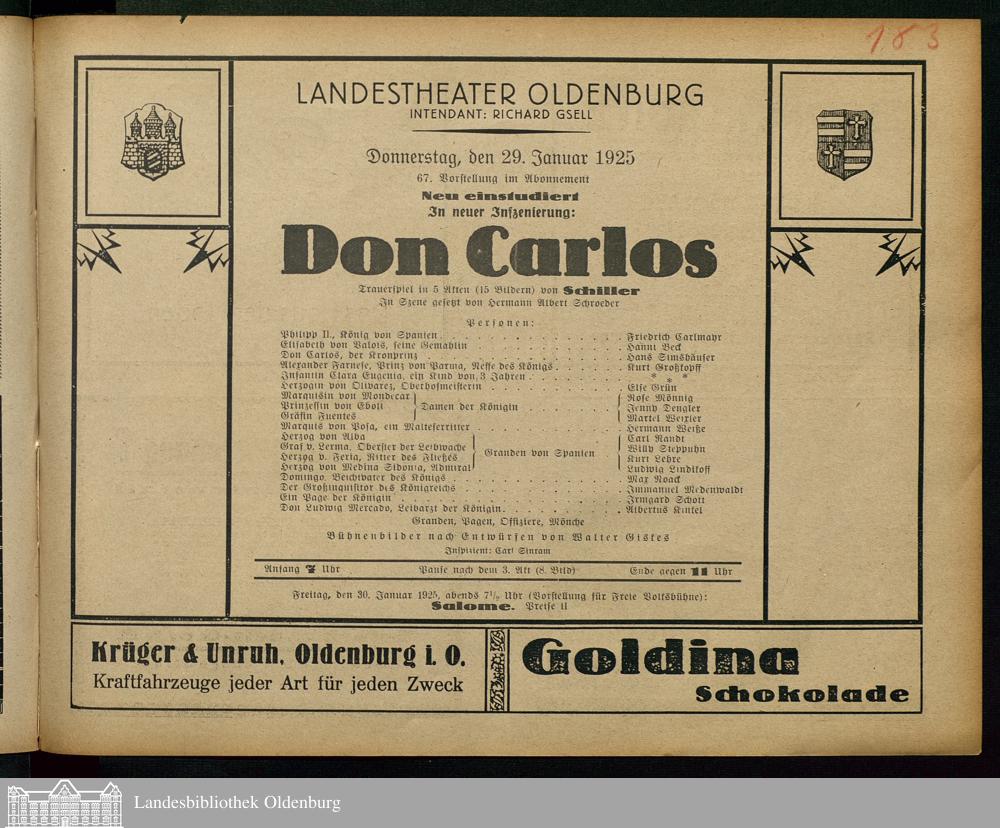 183
LANDESTHEATER OLDENBURG
INTENDANT: RICHARD GSELL
Donnerstag, den 29. Januar 1925
67. Vorstellung im Abonnement
Neu einstudiert
In neuer Inszenierung:
Don Carlos
Trauerspiel in 5 Akten (15 Bildern) von Schiller
In Szene gesetzt von Hermann Albert Schroeder
Personen:
Philipp II., König von Spanien . . . Friedrich Carlmayr
Elisabeth von Valois, seine Gemahlin . . . Hanni Beck
Don Carlos, der Kronprinz . . . Hans Simshäuser
Alexander Farnese, Prinz von Parma, Neffe des Königs . . . Kurt Großkopff
Infantin Clara Eugenia, ein Kind von 3 Jahren . . . * * *
Herzogin von Olivarez, Oberhofmeisterin . . . Else Grün
Marquisin von Mondecar Rose Mönnig
Prinzessin von Eboli Damen der Königin . . . Jenny Dengler
Gräfin Fuentes Martel Weixler
Marquis von Posa, ein Malteserritter . . . Hermann Weiße
Herzog von Alba Carl Randt
Graf v. Lerma, Oberster der Leibwache Willy Steppuhn
Herzog v. Feria, Ritter des Fließes Granden von Spanien Kurt Lehre
Herzog von Medina Sidonia, Admiral Ludwig Linditoff
Domingo, Beichtvater des Königs . . . Max Noack
Der Großinquisitor des Königreichs . . . Immanuel Medenwaldt
Ein Page der Königin . . . Irmgard Schott
Don Ludwig Mercado, Leibarzt der Königin . . . Albertus Kinkel
Granden, Pagen, Offiziere, Mönche
Bühnenbilder nach Entwürfen von Walter Giskes
Inspizient: Carl Sinram
Anfang 7 Uhr Pause nach dem 3. Akt (8. Bild) Ende gegen 11 Uhr
Freitag, den 30. Januar 1925, abends 7½ Uhr (Vorstellung für Freie Volksbühne):
Salome. Preise II
Krüger & Unruh, Oldenburg i. O.
Kraftfahrzeuge jeder Art für jeden Zweck
Goldina
Schokolade
Landesbibliothek Oldenburg